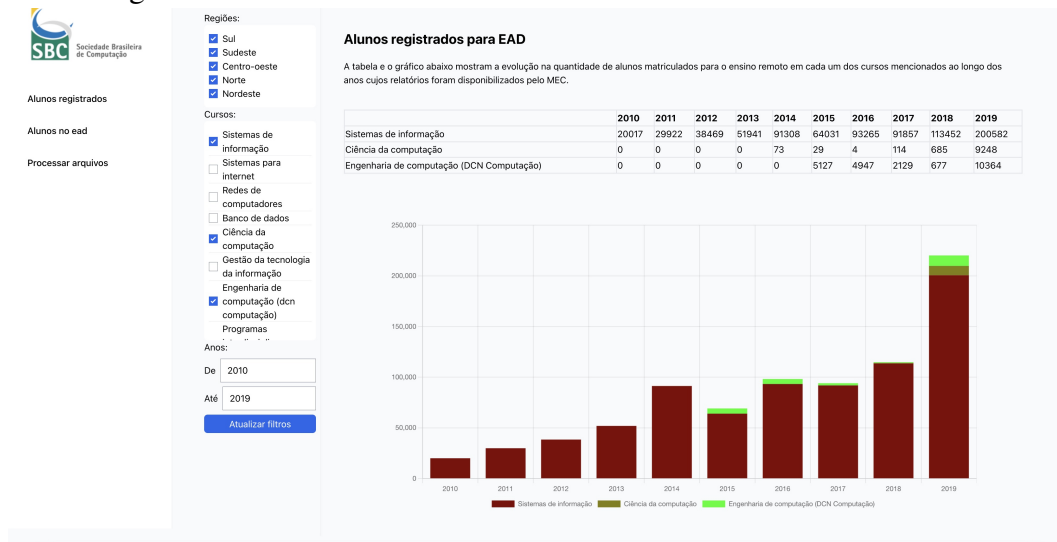 SBC
Sociedade Brasileira
de Computação
Alunos registrados
Alunos no ead
Processar arquivos
Regiões:
Sul
Sudeste
Centro-oeste
Norte
Nordeste
Cursos:
Sistemas de
informação
Sistemas para
internet
Redes de
computadores
Banco de dados
Ciência da
computação
Gestão da tecnologia
da informação
Engenharia de
computação (dcn
computação)
Programas
Anos:
De 2010
Até 2019
Atualizar filtros
Alunos registrados para EAD
A tabela e o gráfico abaixo mostram a evolução na quantidade de alunos matriculados para o ensino remoto em cada um dos cursos mencionados ao longo dos
anos cujos relatórios foram disponibilizados pelo MEC.
2010 2011 2012 2013 2014 2015 2016 2017 2018 2019
Sistemas de informação 20017 29922 38469 51941 91308 64031 93265 91857 113452 200582
Ciência da computação 0 0 0 0 73 29 4 114 685 9248
Engenharia de computação (DCN Computação) 0 0 0 0 0 5127 4947 2129 677 10364
250,000
200,000
150,000
100,000
50,000
0
2010 2011 2012 2013 2014 2015 2016 2017 2018 2019
Sistemas de informação Ciência da computação Engenharia de computação (DCN Computação)